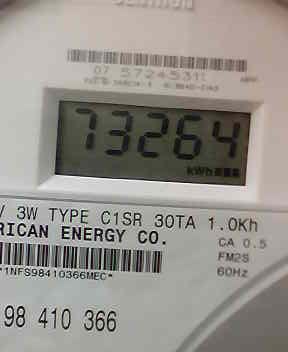 CENTRON
07 57245311
73264
kWh
V 3W TYPE C1SR 30TA 1.0Kh
RICAN ENERGY CO.
CA 0.5
FM2S
60Hz
*1NFS98410366MEC*
98 410 366